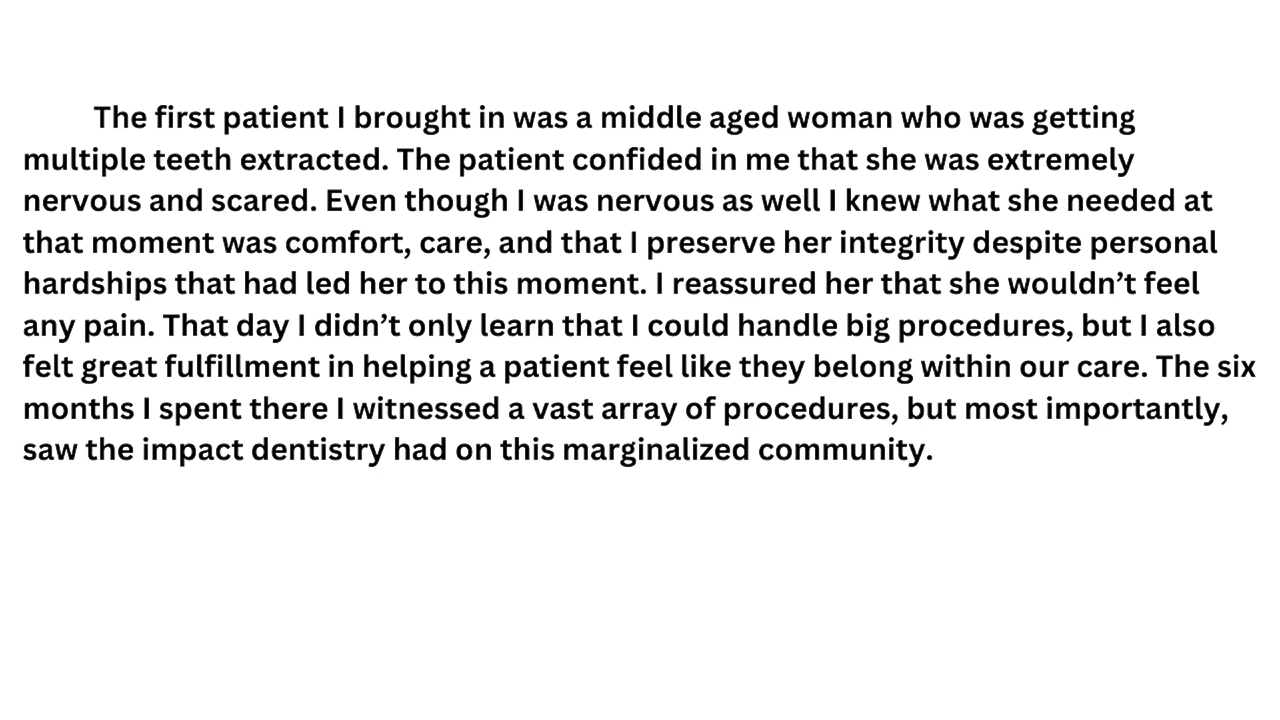 The first patient I brought in was a middle aged woman who was getting
multiple teeth extracted. The patient confided in me that she was extremely
nervous and scared. Even though I was nervous as well I knew what she needed at
that moment was comfort, care, and that I preserve her integrity despite personal
hardships that had led her to this moment. I reassured her that she wouldn’t feel
any pain. That day I didn’t only learn that I could handle big procedures, but I also
felt great fulfillment in helping a patient feel like they belong within our care. The six
months I spent there I witnessed a vast array of procedures, but most importantly,
saw the impact dentistry had on this marginalized community.